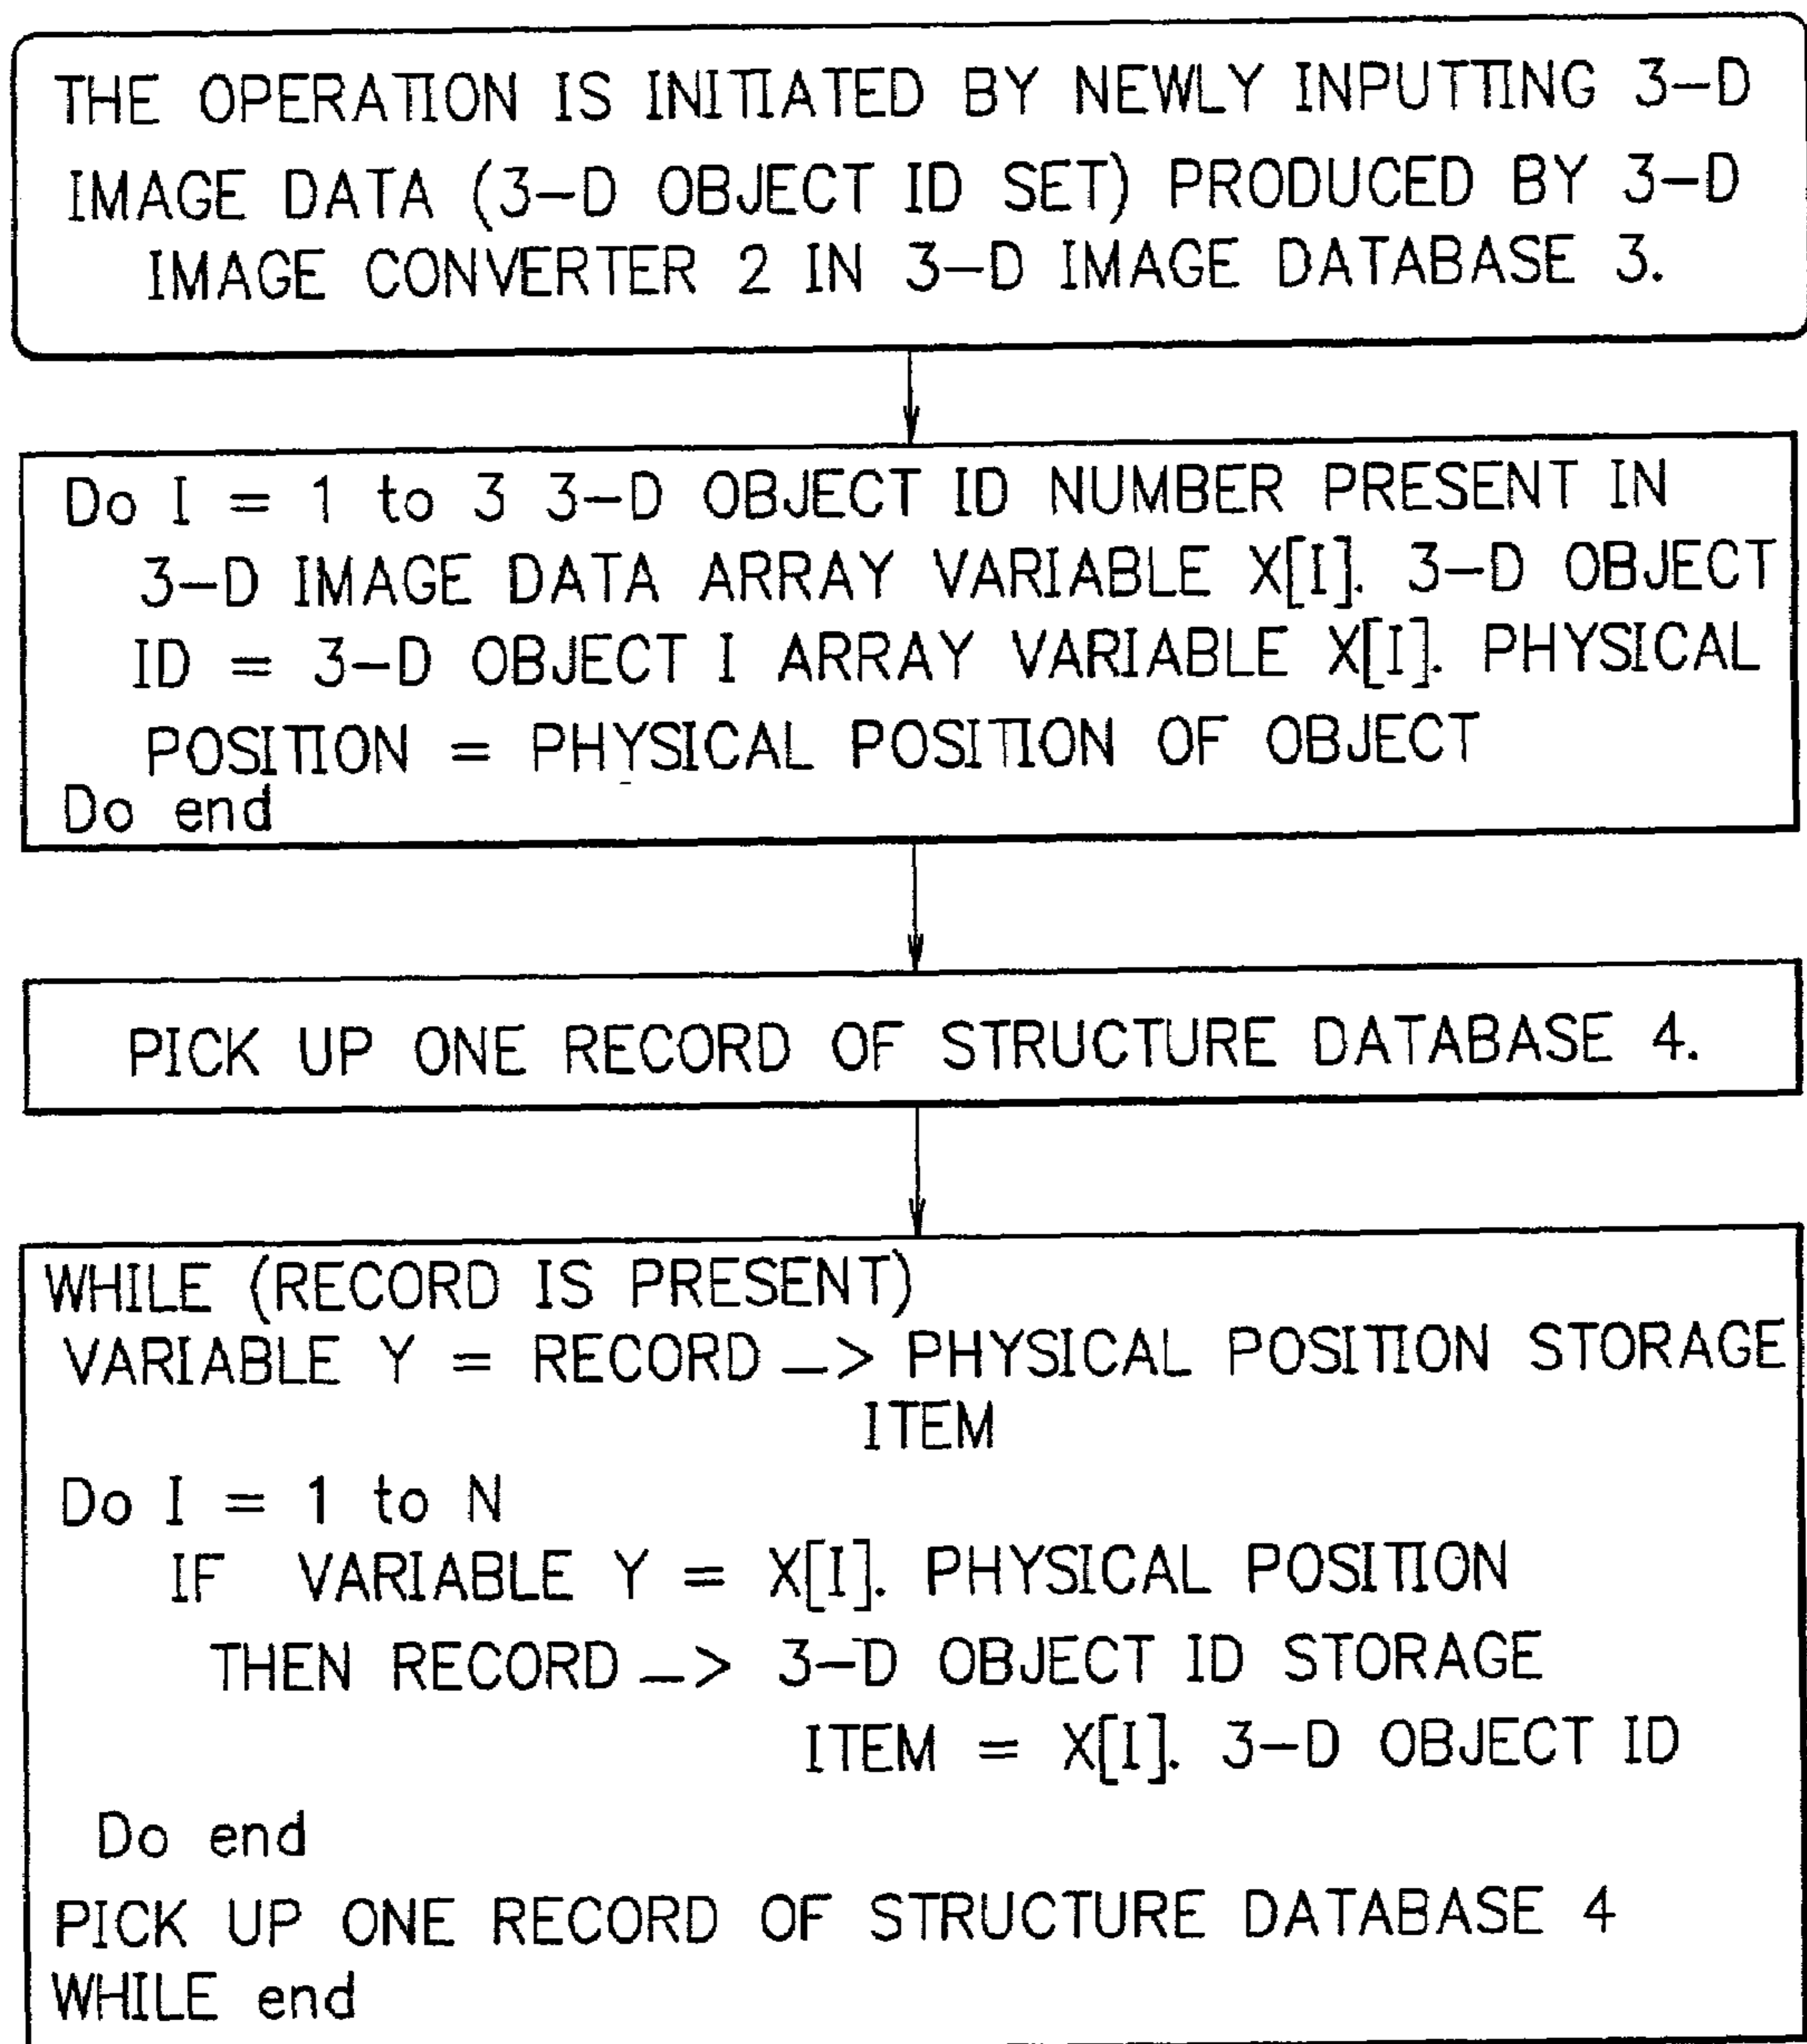 THE OPERATION IS INITIATED BY NEWLY INPUTTING 3-D
IMAGE DATA (3-D OBJECT ID SET) PRODUCED BY 3-D
IMAGE CONVERTER 2 IN 3-D IMAGE DATABASE 3.
Do I = 1 to 3 3-D OBJECT ID NUMBER PRESENT IN
3-D IMAGE DATA ARRAY VARIABLE X[I]. 3-D OBJECT
ID = 3-D OBJECT I ARRAY VARIABLE X[I]. PHYSICAL
POSITION = PHYSICAL POSITION OF OBJECT
Do end
PICK UP ONE RECORD OF STRUCTURE DATABASE 4.
WHILE (RECORD IS PRESENT)
VARIABLE Y = RECORD -> PHYSICAL POSITION STORAGE
ITEM
Do I = 1 to N
IF VARIABLE Y = X[I]. PHYSICAL POSITION
THEN RECORD -> 3-D OBJECT ID STORAGE
ITEM = X[I]. 3-D OBJECT ID
Do end
PICK UP ONE RECORD OF STRUCTURE DATABASE 4
WHILE end